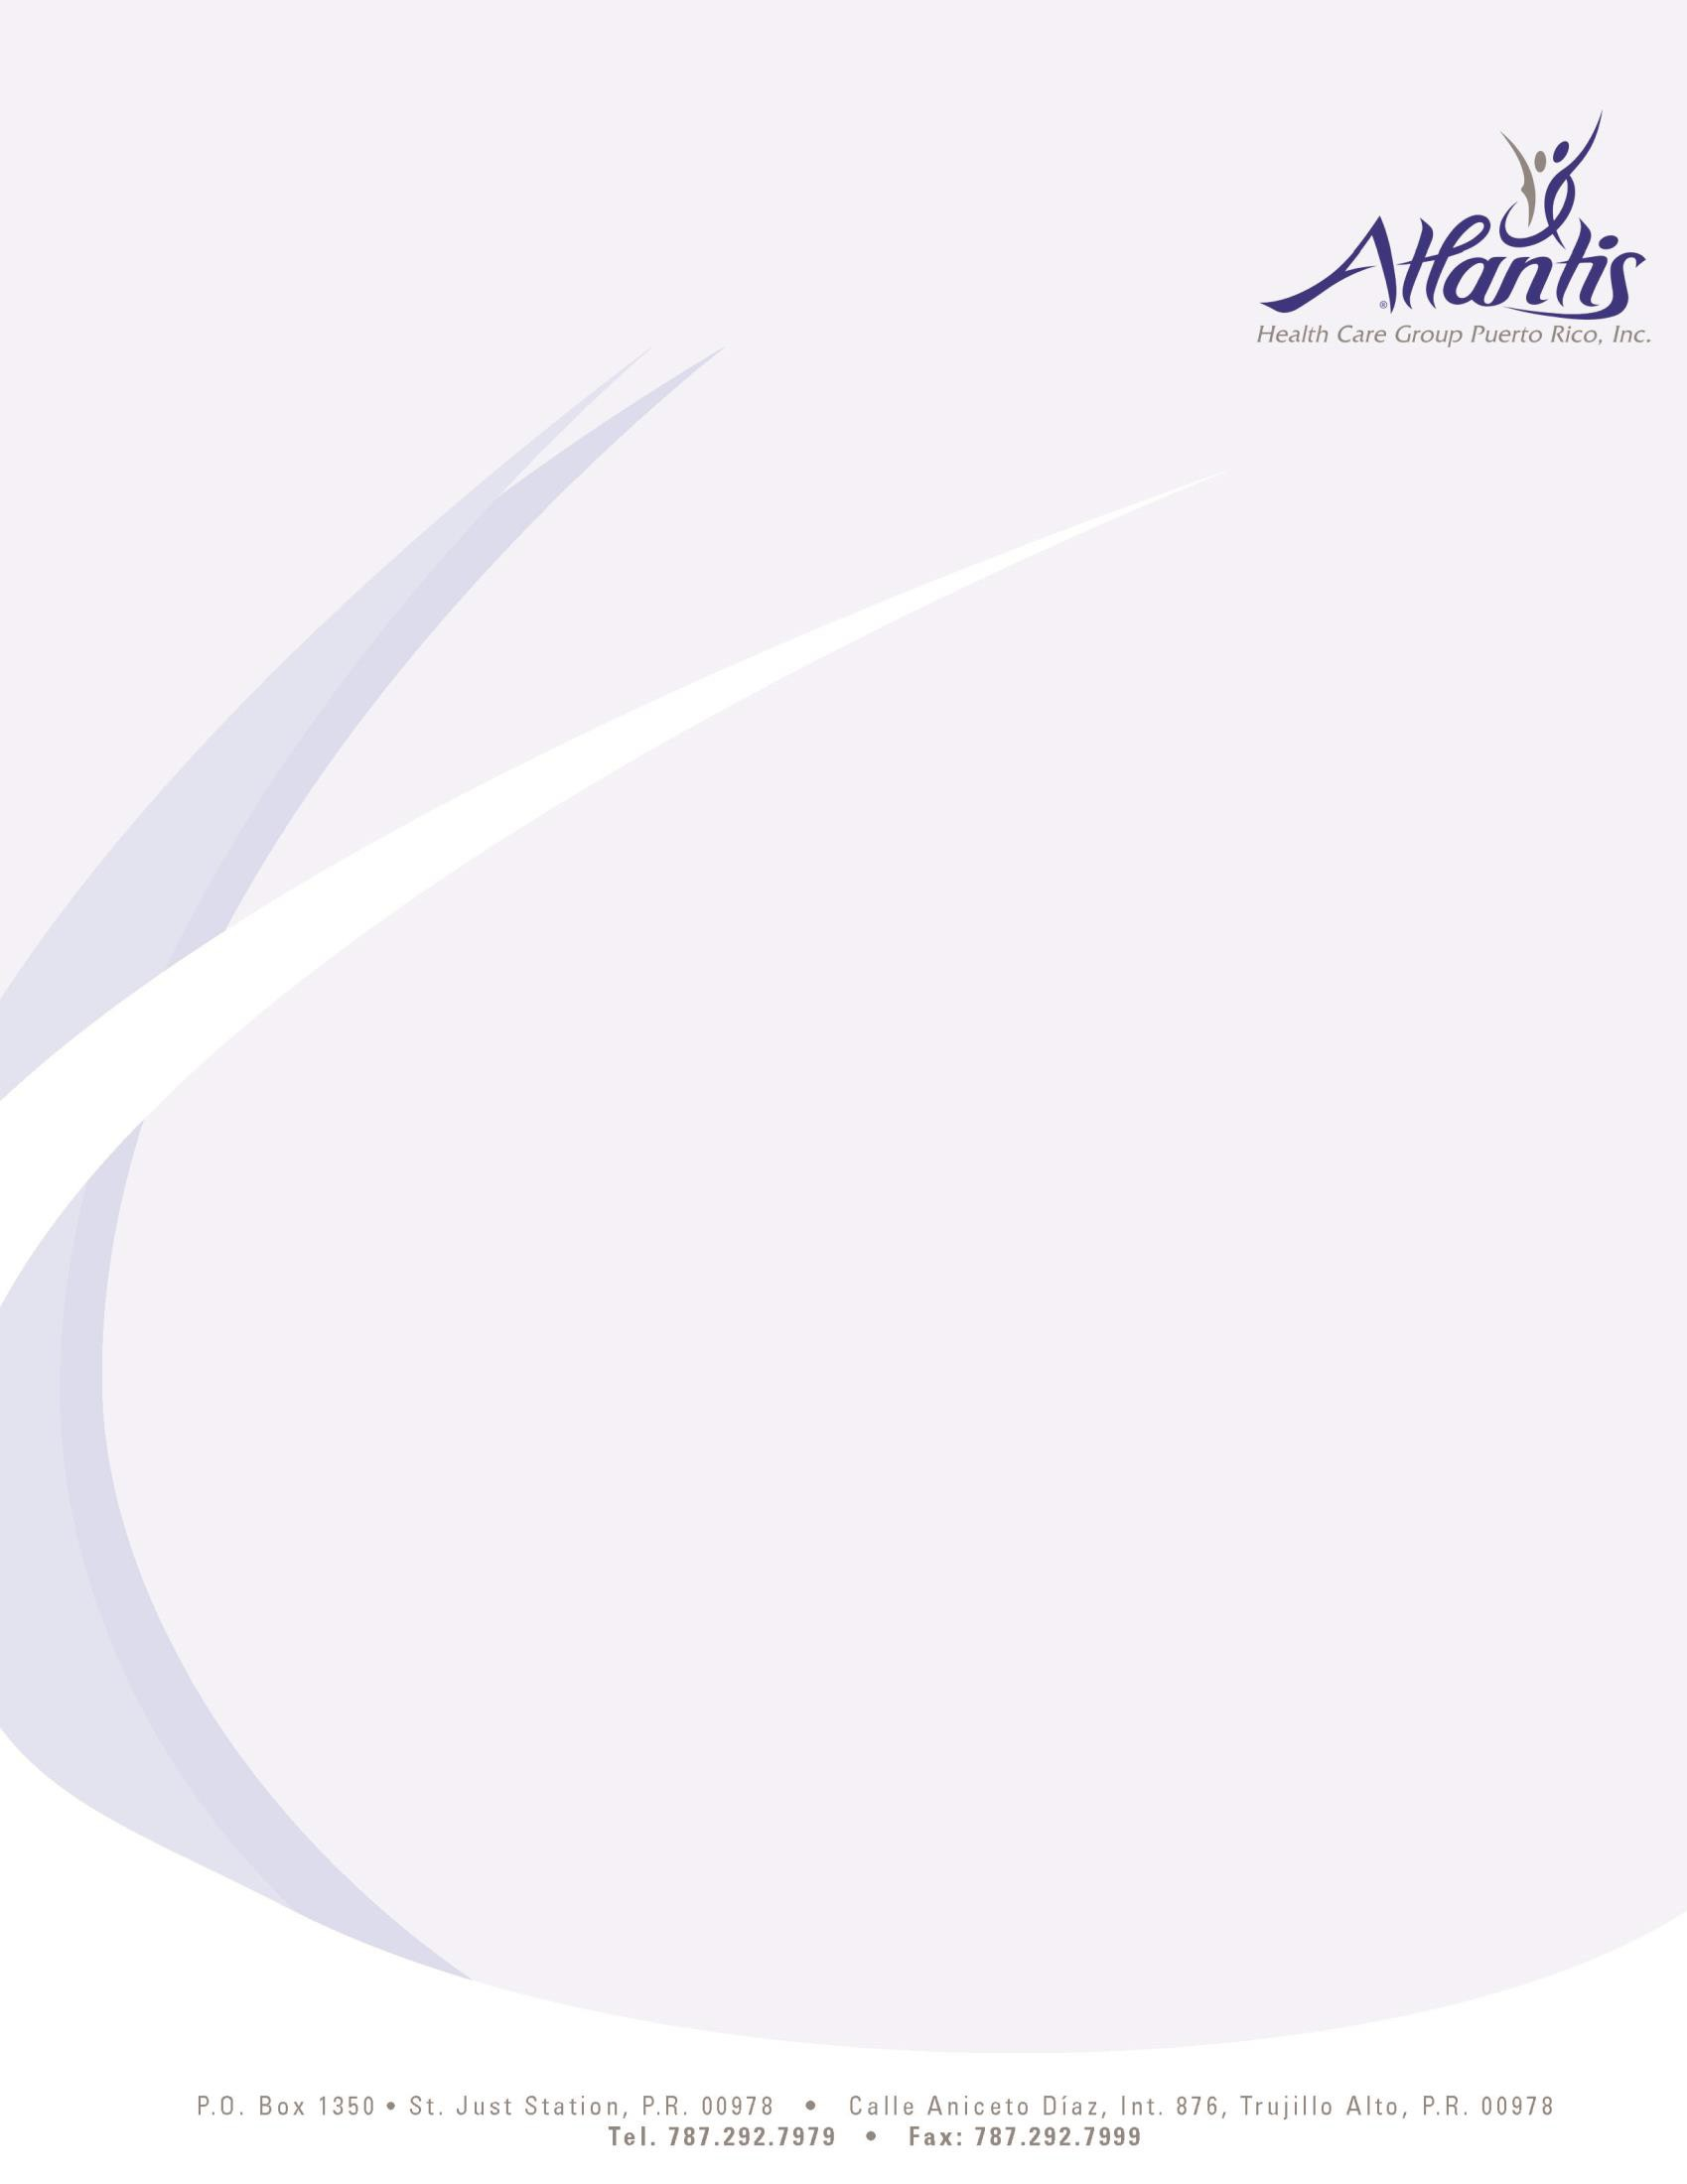 Atlantis
®
Health Care Group Puerto Rico, Inc.
P.O. Box 1350 • St. Just Station, P.R. 00978 • Calle Aniceto Díaz, Int. 876, Trujillo Alto, P.R. 00978
Tel. 787.292.7979 • Fax: 787.292.7999